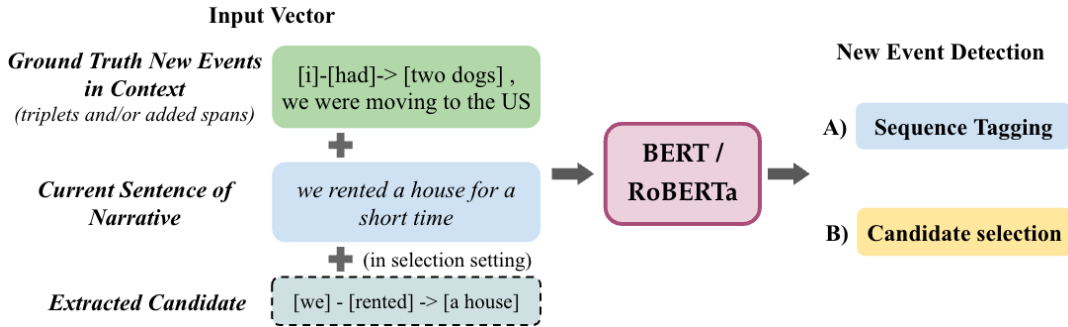 Input Vector
Ground Truth New Events
in Context
(triplets and/or added spans)
[i]-[had]-> [two dogs] ,
we were moving to the US
Current Sentence of
Narrative
we rented a house for a
short time
(in selection setting)
Extracted Candidate
[we] - [rented] -> [a house]
BERT /
RoBERTa
New Event Detection
A) Sequence Tagging
B) Candidate selection